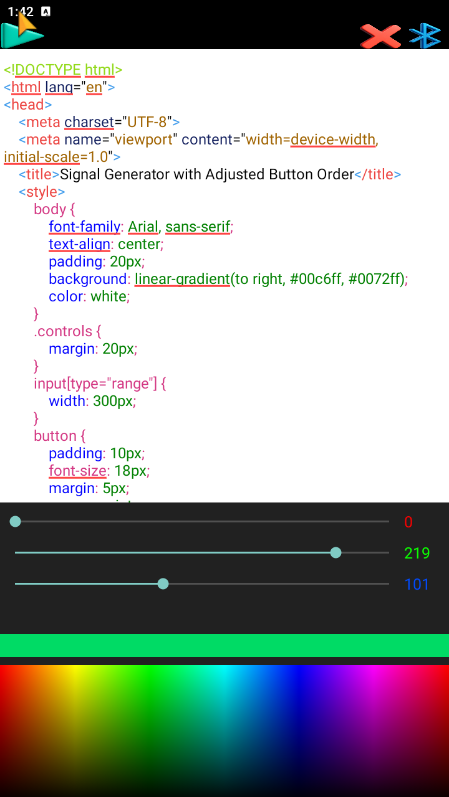 1:42 A
<!DOCTYPE html>
<html lang="en">
<head>
<meta charset="UTF-8">
<meta name="viewport" content="width=device-width,
initial-scale=1.0">
<title>Signal Generator with Adjusted Button Order</title>
<style>
body {
font-family: Arial, sans-serif;
text-align: center;
padding: 20px;
background: linear-gradient(to right, #00c6ff, #0072ff);
color: white;
}
.controls {
margin: 20px;
}
input[type="range"] {
width: 300px;
}
button {
padding: 10px;
font-size: 18px;
margin: 5px;
0
219
101